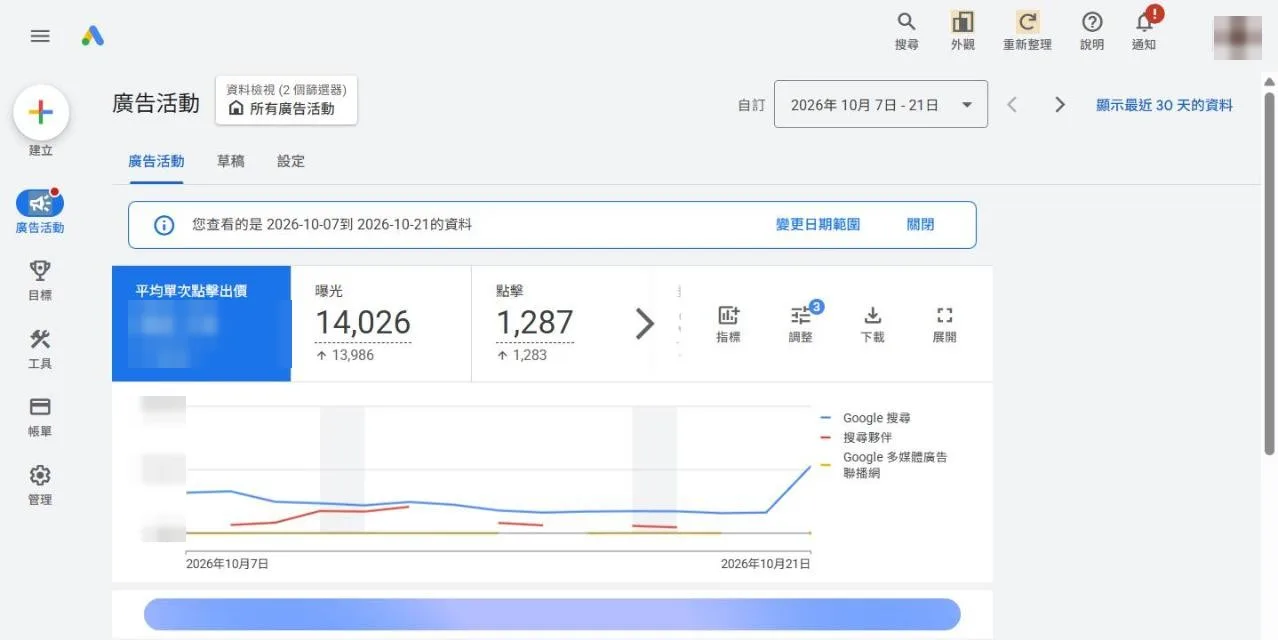 搜尋
外觀
重新整理
說明
!
通知
建立
廣告活動
目標
工具
帳單
管理
廣告活動
資料檢視 (2 個篩選器)
所有廣告活動
自訂
2026年 10月 7日 - 21日
顯示最近 30 天的資料
廣告活動
草稿
設定
您查看的是 2026-10-07到 2026-10-21的資料
變更日期範圍
關閉
平均單次點擊出價
曝光
14,026
↑ 13,986
點擊
1,287
↑ 1,283
指標
3
調整
下載
展開
Google 搜尋
搜尋夥伴
Google 多媒體廣告
聯播網
2026年10月7日
2026年10月21日